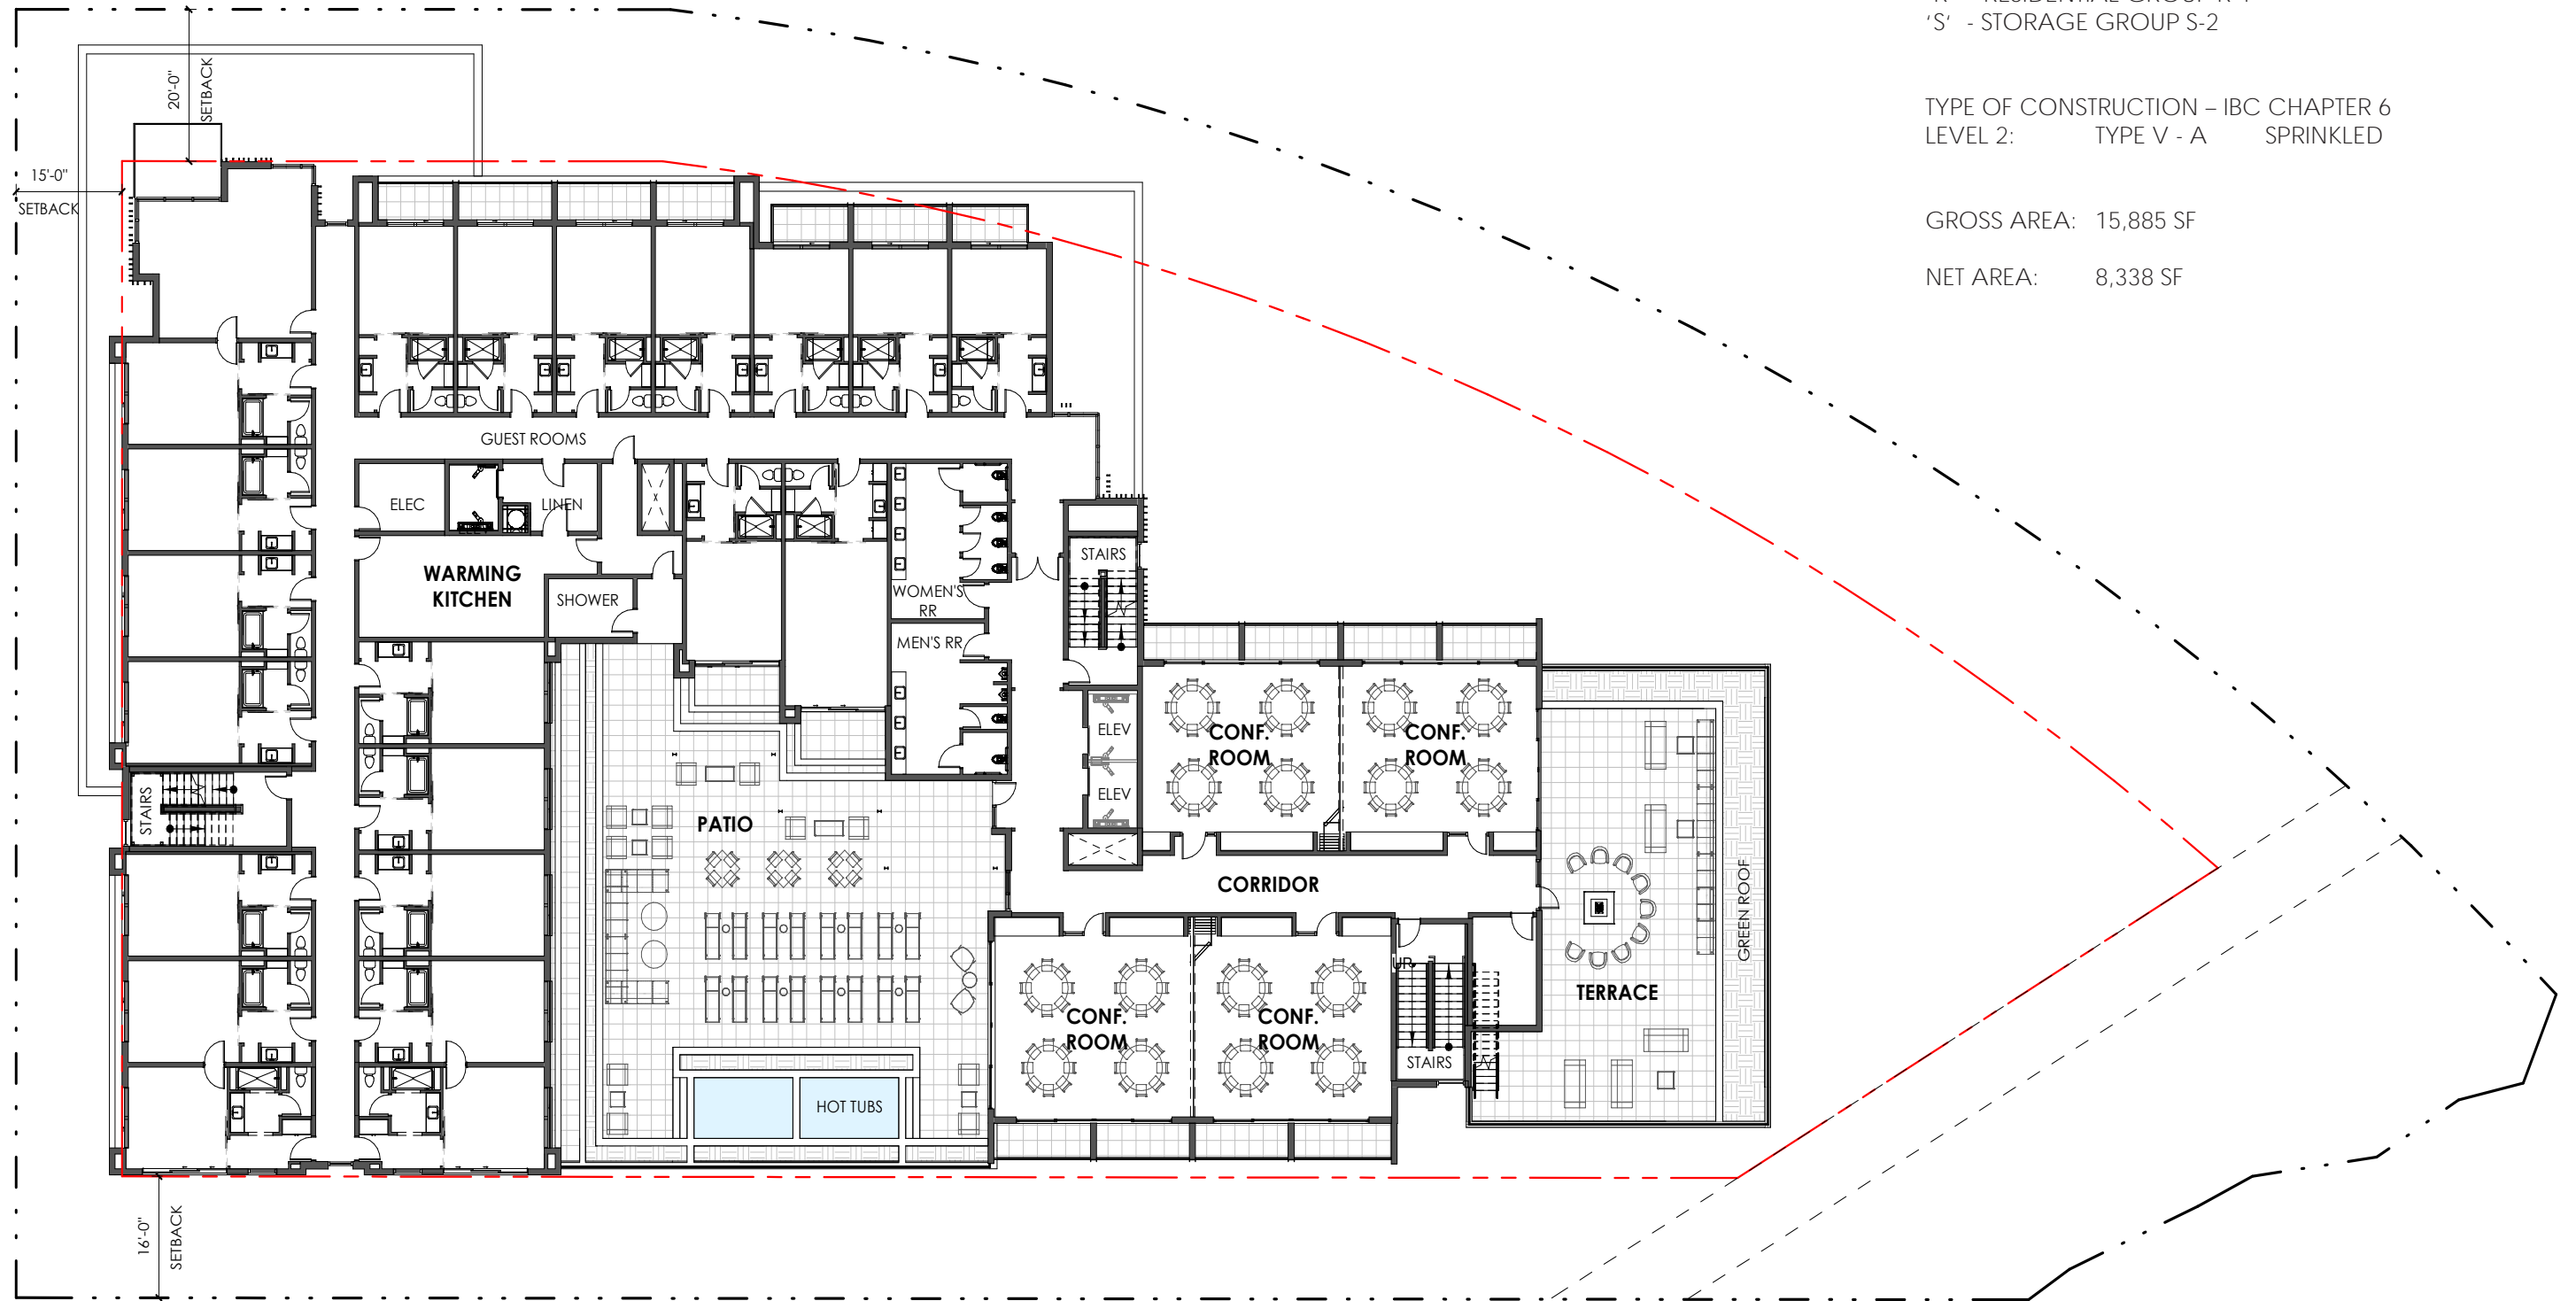 'S' - STORAGE GROUP S-2
TYPE OF CONSTRUCTION – IBC CHAPTER 6
LEVEL 2: TYPE V - A SPRINKLED
GROSS AREA: 15,885 SF
NET AREA: 8,338 SF
20'-0"
SETBACK
15'-0"
SETBACK
GUEST ROOMS
ELEC
LINEN
WARMING
KITCHEN
SHOWER
WOMEN'S
RR
MEN'S RR
STAIRS
ELEV
ELEV
CONF.
ROOM
CONF.
ROOM
STAIRS
PATIO
CORRIDOR
GREEN ROOF
UP
CONF.
ROOM
CONF.
ROOM
STAIRS
TERRACE
HOT TUBS
16'-0"
SETBACK